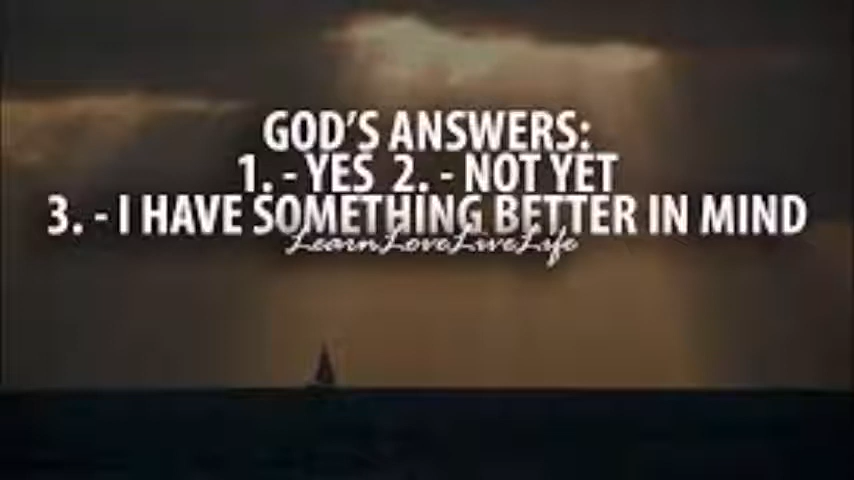 GOD'S ANSWERS:
1. - YES 2. - NOT YET
3. - I HAVE SOMETHING BETTER IN MIND
LearnLoveLiveLife